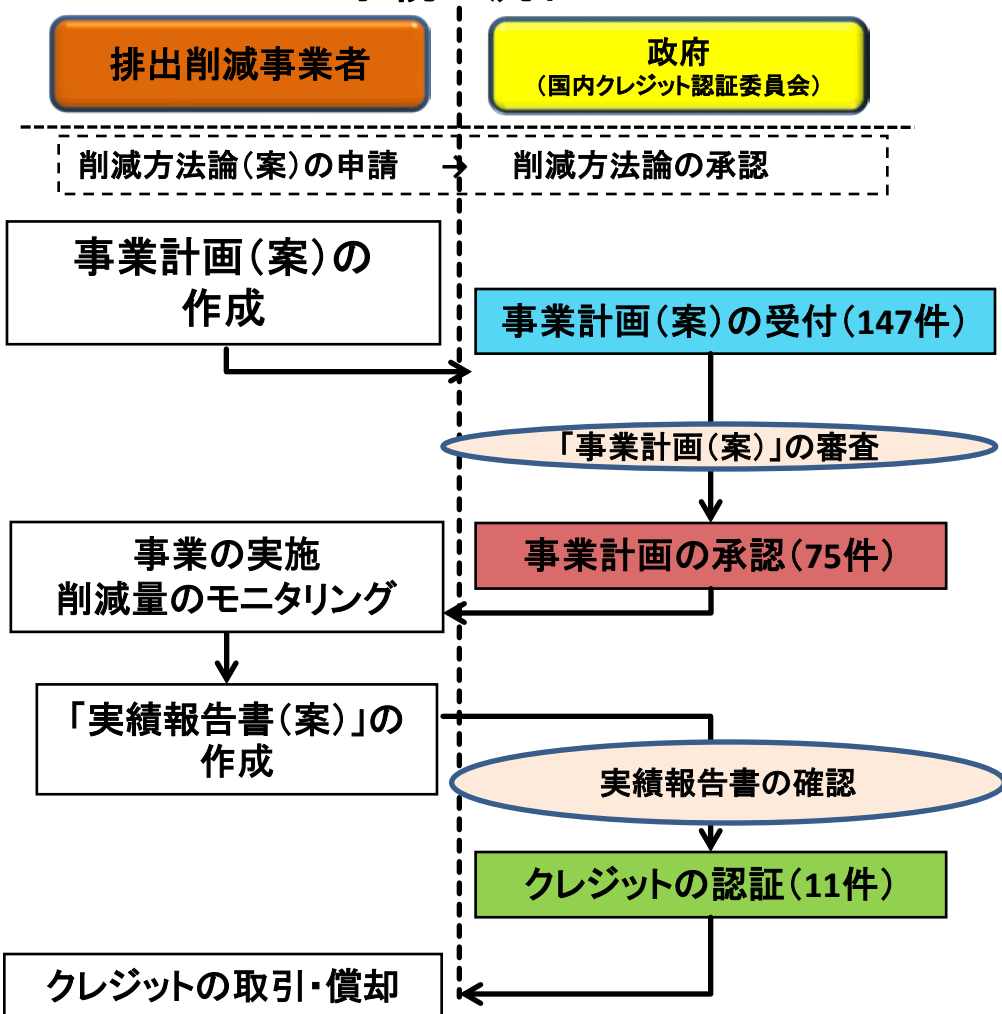 排出削減事業者
政府
（国内クレジット認証委員会）
削減方法論（案）の申請 → 削減方法論の承認
事業計画（案）の
作成
事業計画（案）の受付（147件）
「事業計画（案）」の審査
事業計画の承認（75件）
事業の実施
削減量のモニタリング
「実績報告書（案）」の
作成
実績報告書の確認
クレジットの認証（11件）
クレジットの取引・償却